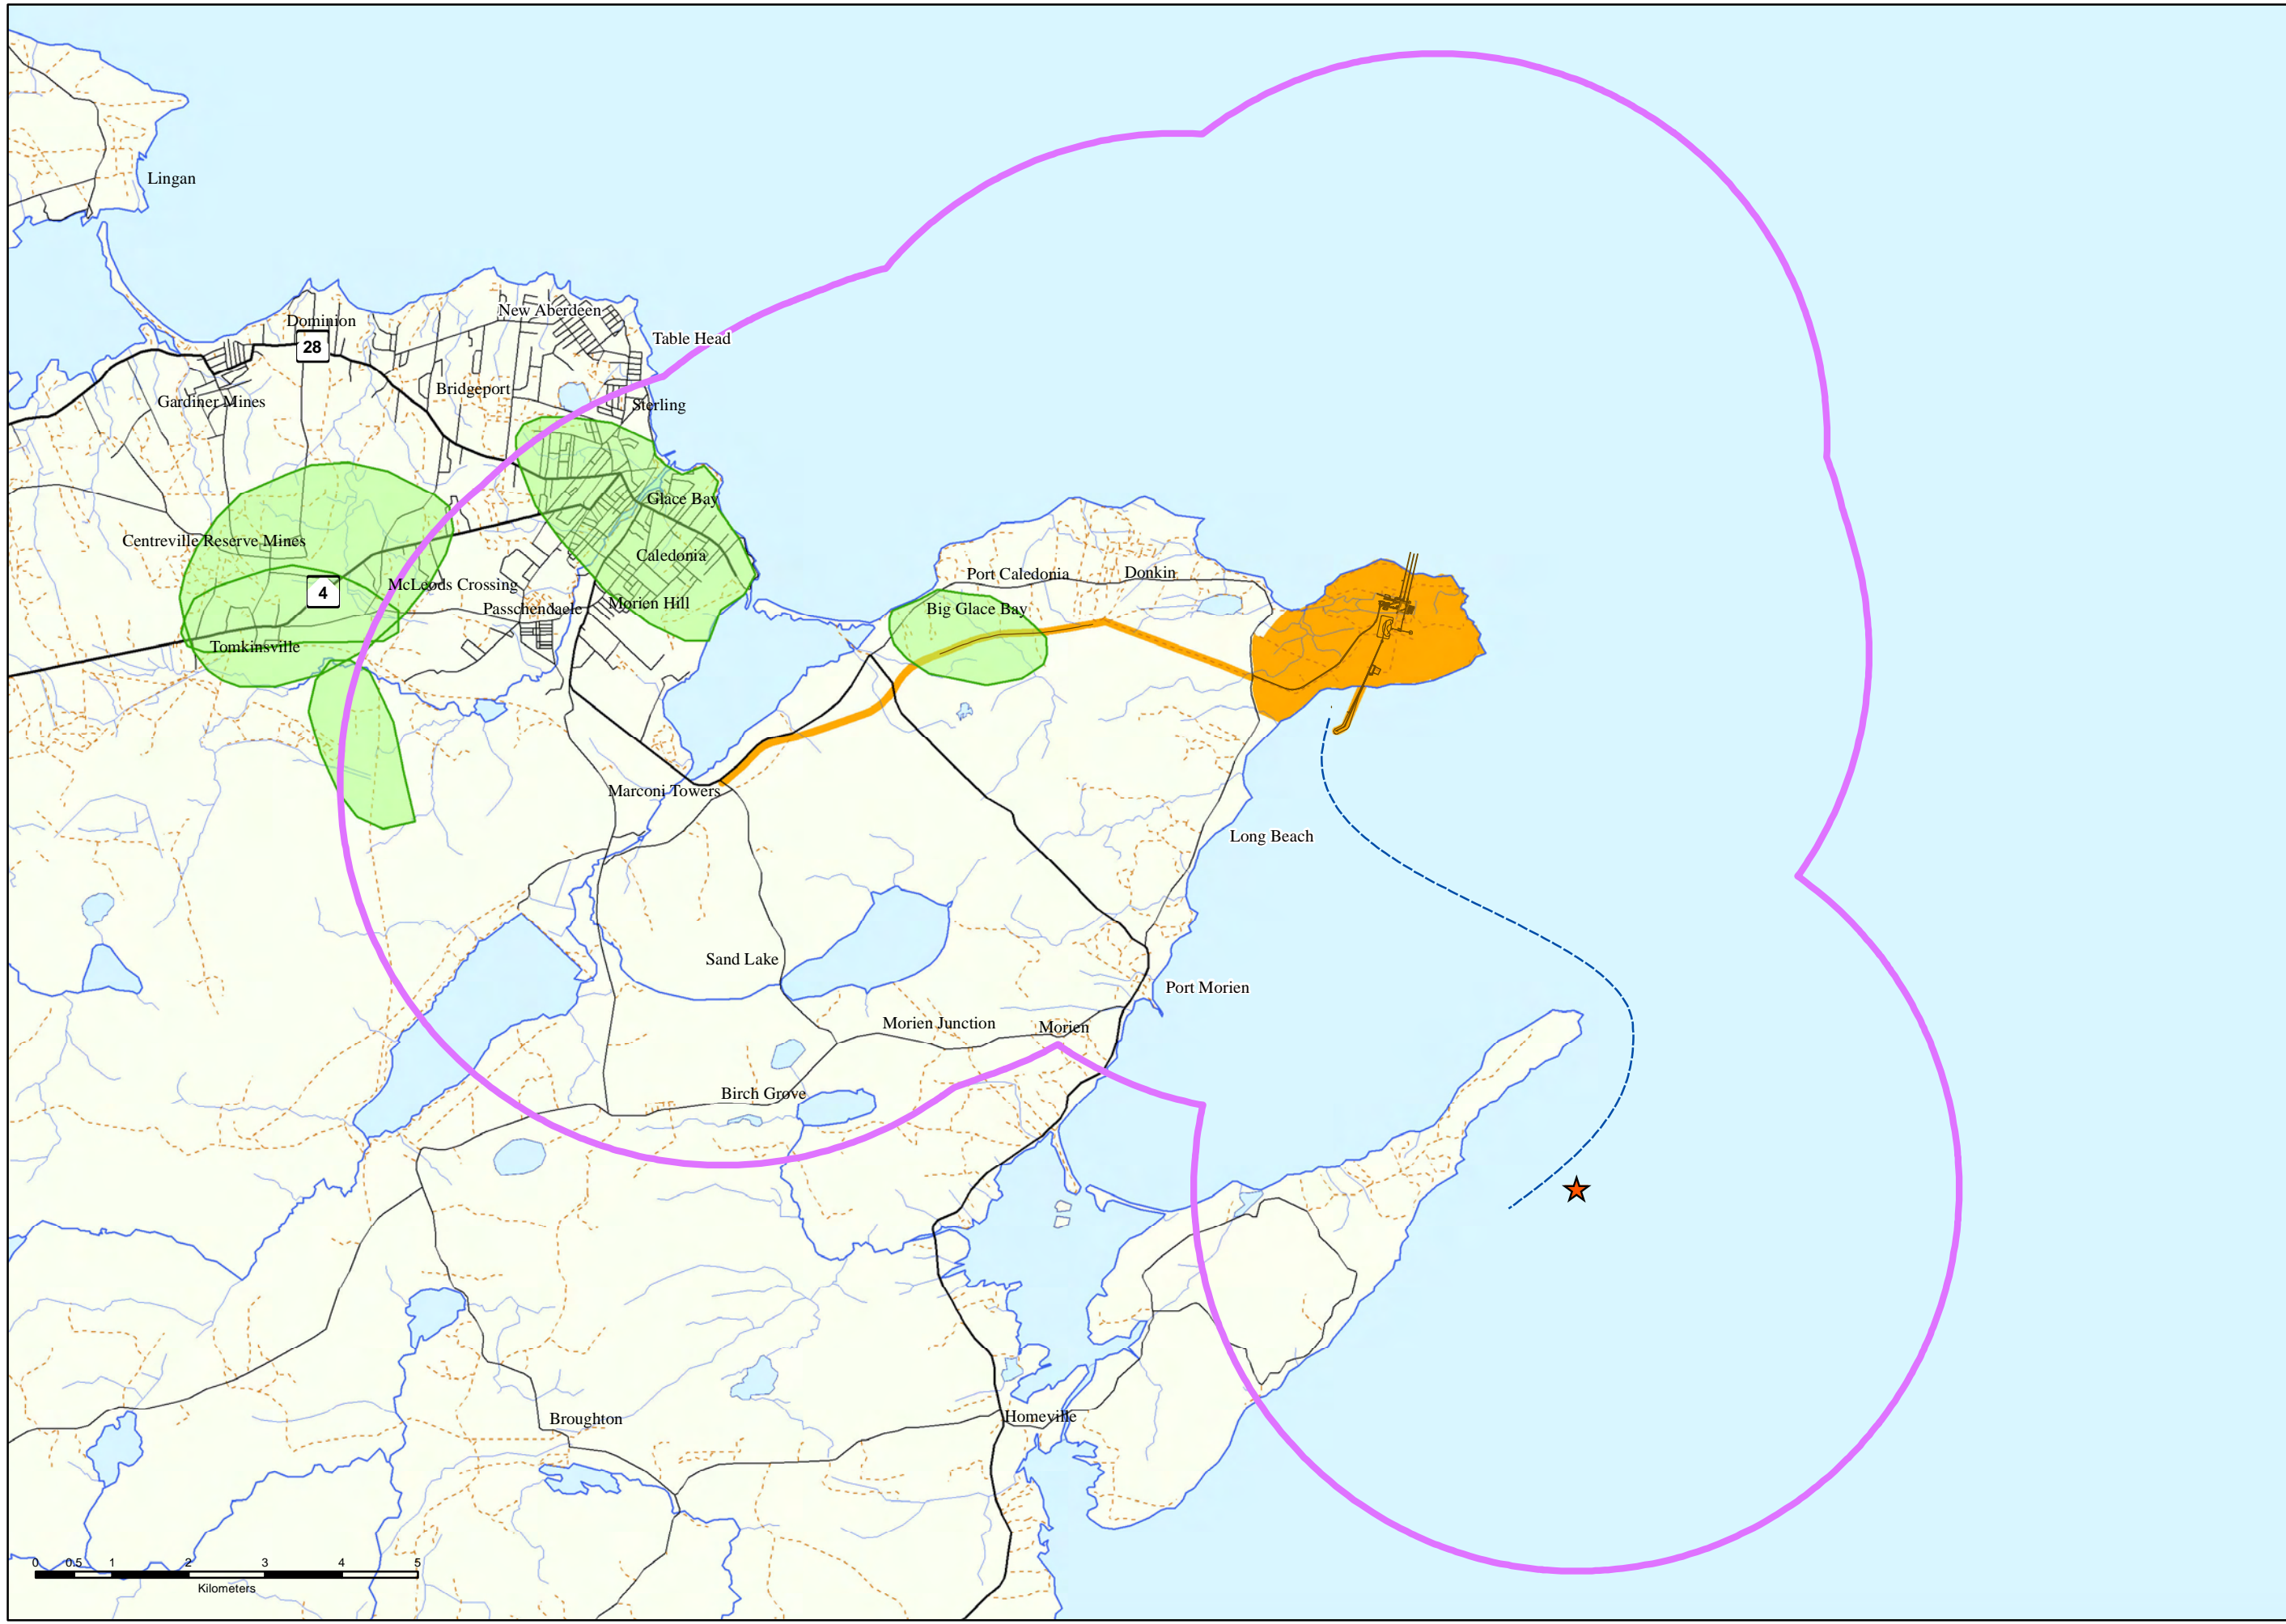 Lingan
New Aberdeen
Dominion
Table Head
28
Bridgeport
Gardiner Mines
Sterling
Glace Bay
Centreville Reserve Mines
Caledonia
Port Caledonia
Donkin
McLeods Crossing
4
Passchendaele
Morien Hill
Big Glace Bay
Tomkinsville
Marconi Towers
Long Beach
Sand Lake
Port Morien
Morien Junction
Morien
Birch Grove
Broughton
Homeville
0 0.5 1 2 3 4 5
Kilometers